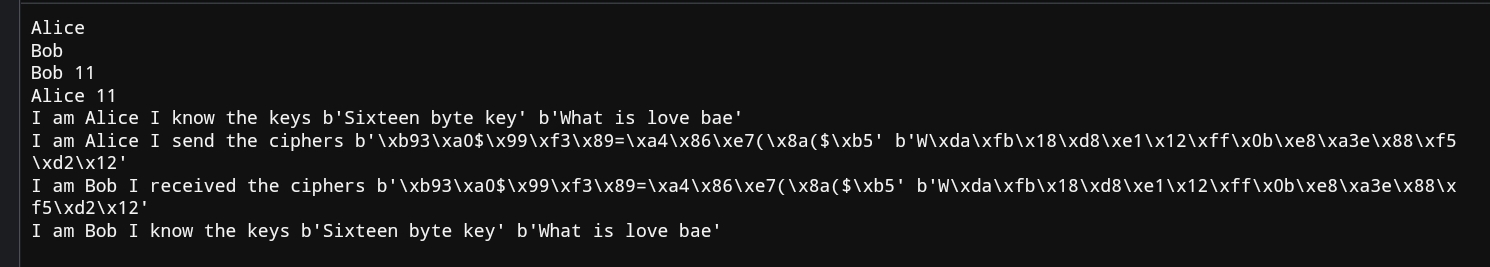 Alice
Bob
Bob 11
Alice 11
I am Alice I know the keys b'Sixteen byte key' b'What is love bae'
I am Alice I send the ciphers b'\xb93\xa0$\x99\xf3\x89=\xa4\x86\xe7(\x8a($\xb5' b'W\xda\xfb\x18\xd8\xe1\x12\xff\x0b\xe8\xa3e\x88\xf5
\xd2\x12'
I am Bob I received the ciphers b'\xb93\xa0$\x99\xf3\x89=\xa4\x86\xe7(\x8a($\xb5' b'W\xda\xfb\x18\xd8\xe1\x12\xff\x0b\xe8\xa3e\x88\x
f5\xd2\x12'
I am Bob I know the keys b'Sixteen byte key' b'What is love bae'